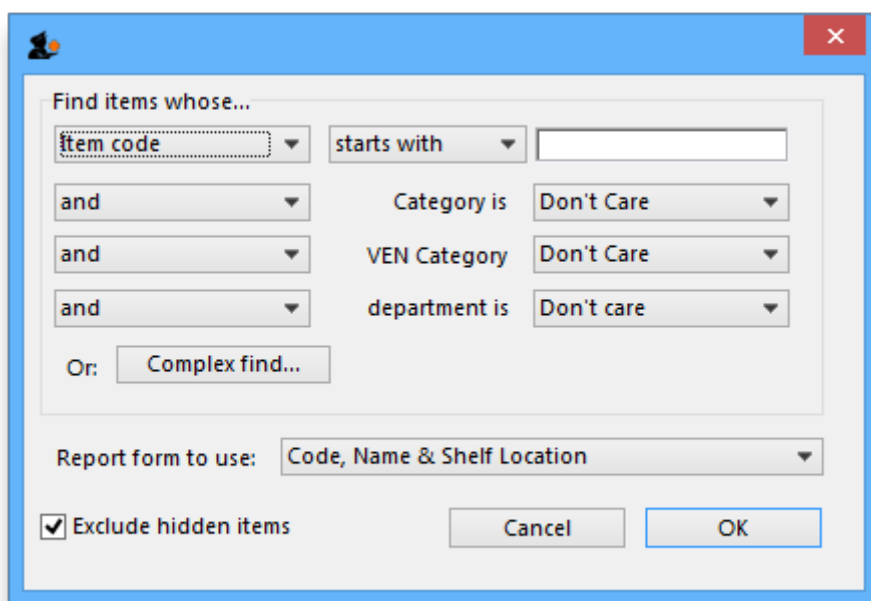 Find items whose...
Item code starts with
and Category is Don't Care
and VEN Category Don't Care
and department is Don't care
Or: Complex find...
Report form to use: Code, Name & Shelf Location
Exclude hidden items Cancel OK